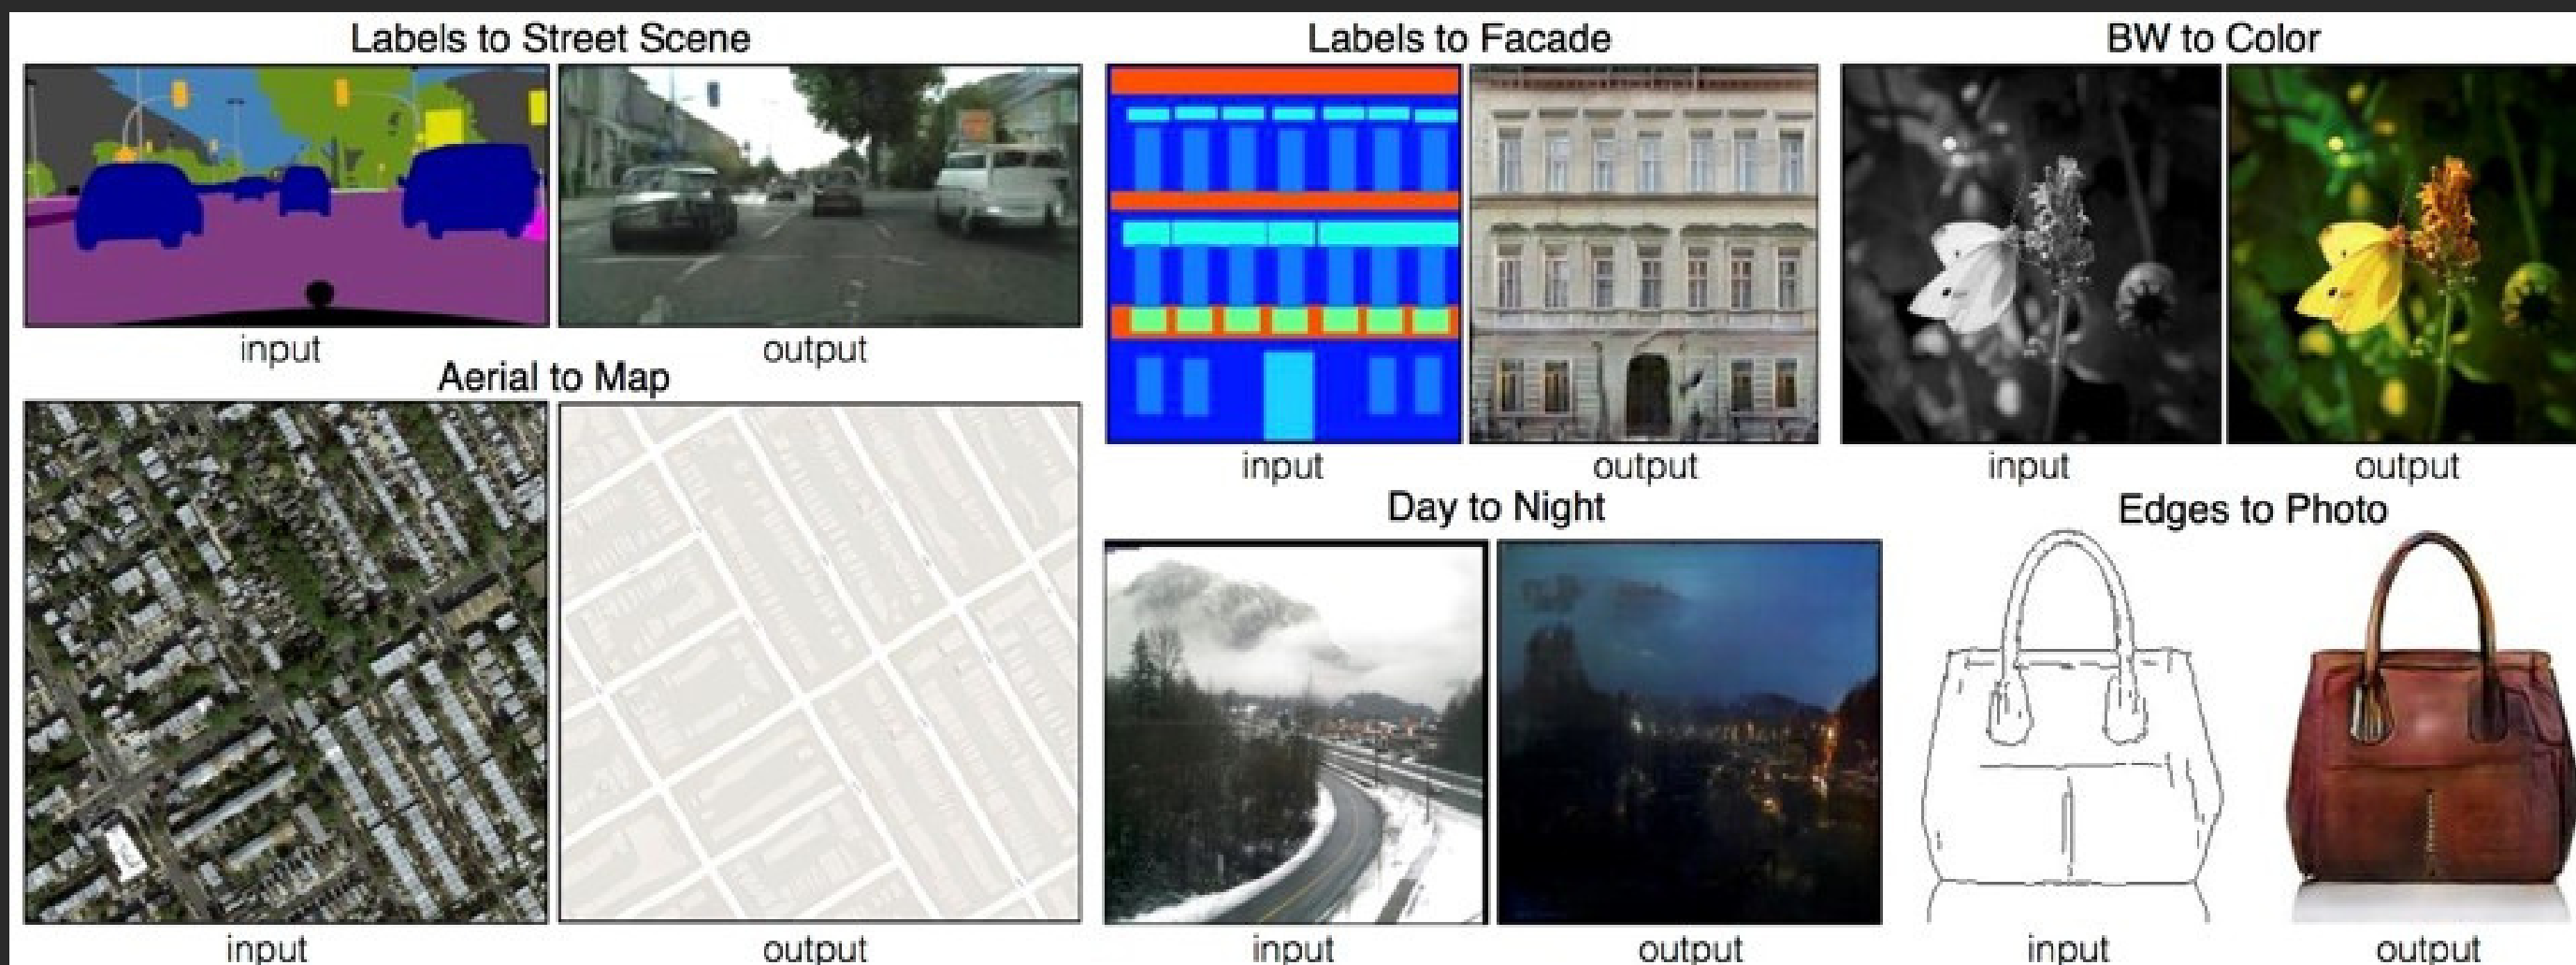 Labels to Street Scene
input
output
Aerial to Map
input
output
Labels to Facade
input
output
Day to Night
input
output
BW to Color
input
output
Edges to Photo
input
output